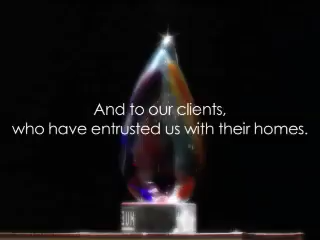 And to our clients,
who have entrusted us with their homes.